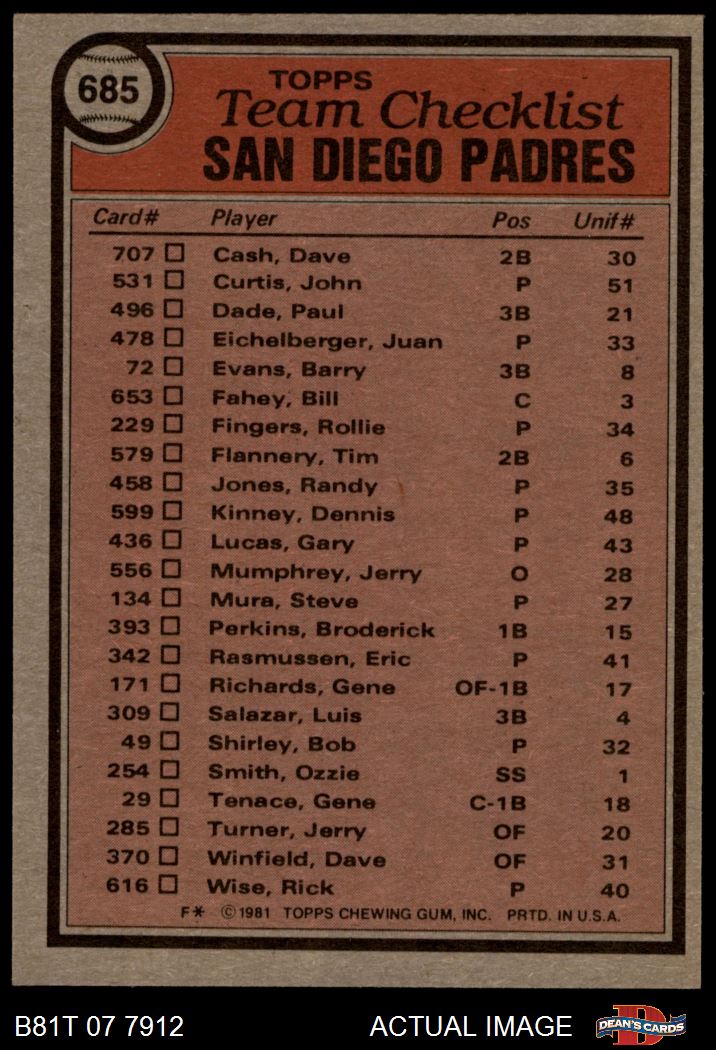 685
TOPPS
Team Checklist
SAN DIEGO PADRES
Card# Player Pos Unif#
707 Cash, Dave 2B 30
531 Curtis, John P 51
496 Dade, Paul 3B 21
478 Eichelberger, Juan P 33
72 Evans, Barry 3B 8
653 Fahey, Bill C 3
229 Fingers, Rollie P 34
579 Flannery, Tim 2B 6
458 Jones, Randy P 35
599 Kinney, Dennis P 48
436 Lucas, Gary P 43
556 Mumphrey, Jerry O 28
134 Mura, Steve P 27
393 Perkins, Broderick 1B 15
342 Rasmussen, Eric P 41
171 Richards, Gene OF-1B 17
309 Salazar, Luis 3B 4
49 Shirley, Bob P 32
254 Smith, Ozzie SS 1
29 Tenace, Gene C-1B 18
285 Turner, Jerry OF 20
370 Winfield, Dave OF 31
616 Wise, Rick P 40
F* ©1981 TOPPS CHEWING GUM, INC. PRTD. IN U.S.A.
B81T 07 7912 ACTUAL IMAGE DEAN'S CARDS